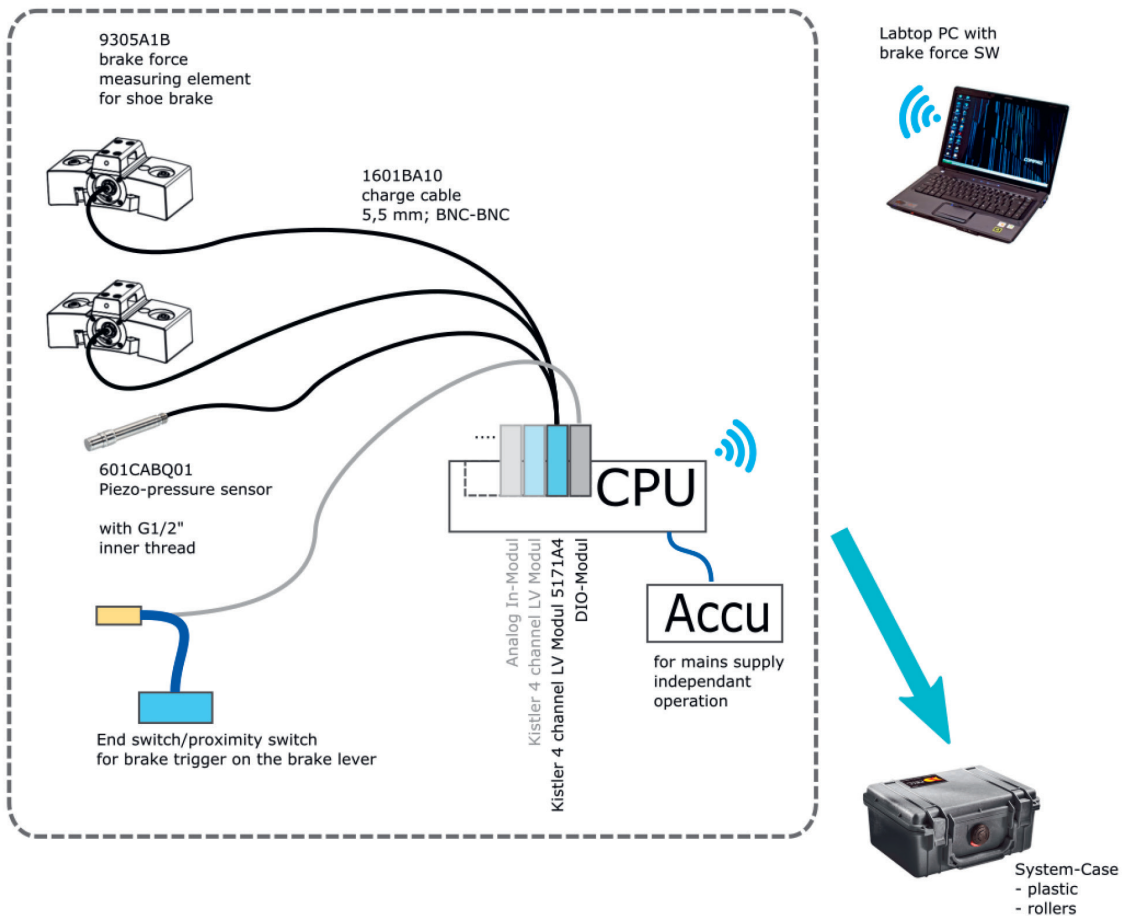 9305A1B
brake force
measuring element
for shoe brake
Labtop PC with
brake force SW
1601BA10
charge cable
5,5 mm; BNC-BNC
601CABQ01
Piezo-pressure sensor
with G1/2"
inner thread
....
CPU
Analog In-Modul
Kistler 4 channel LV Modul
Kistler 4 channel LV Modul 5171A4
DIO-Modul
Accu
for mains supply
independant
operation
End switch/proximity switch
for brake trigger on the brake lever
System-Case
- plastic
- rollers